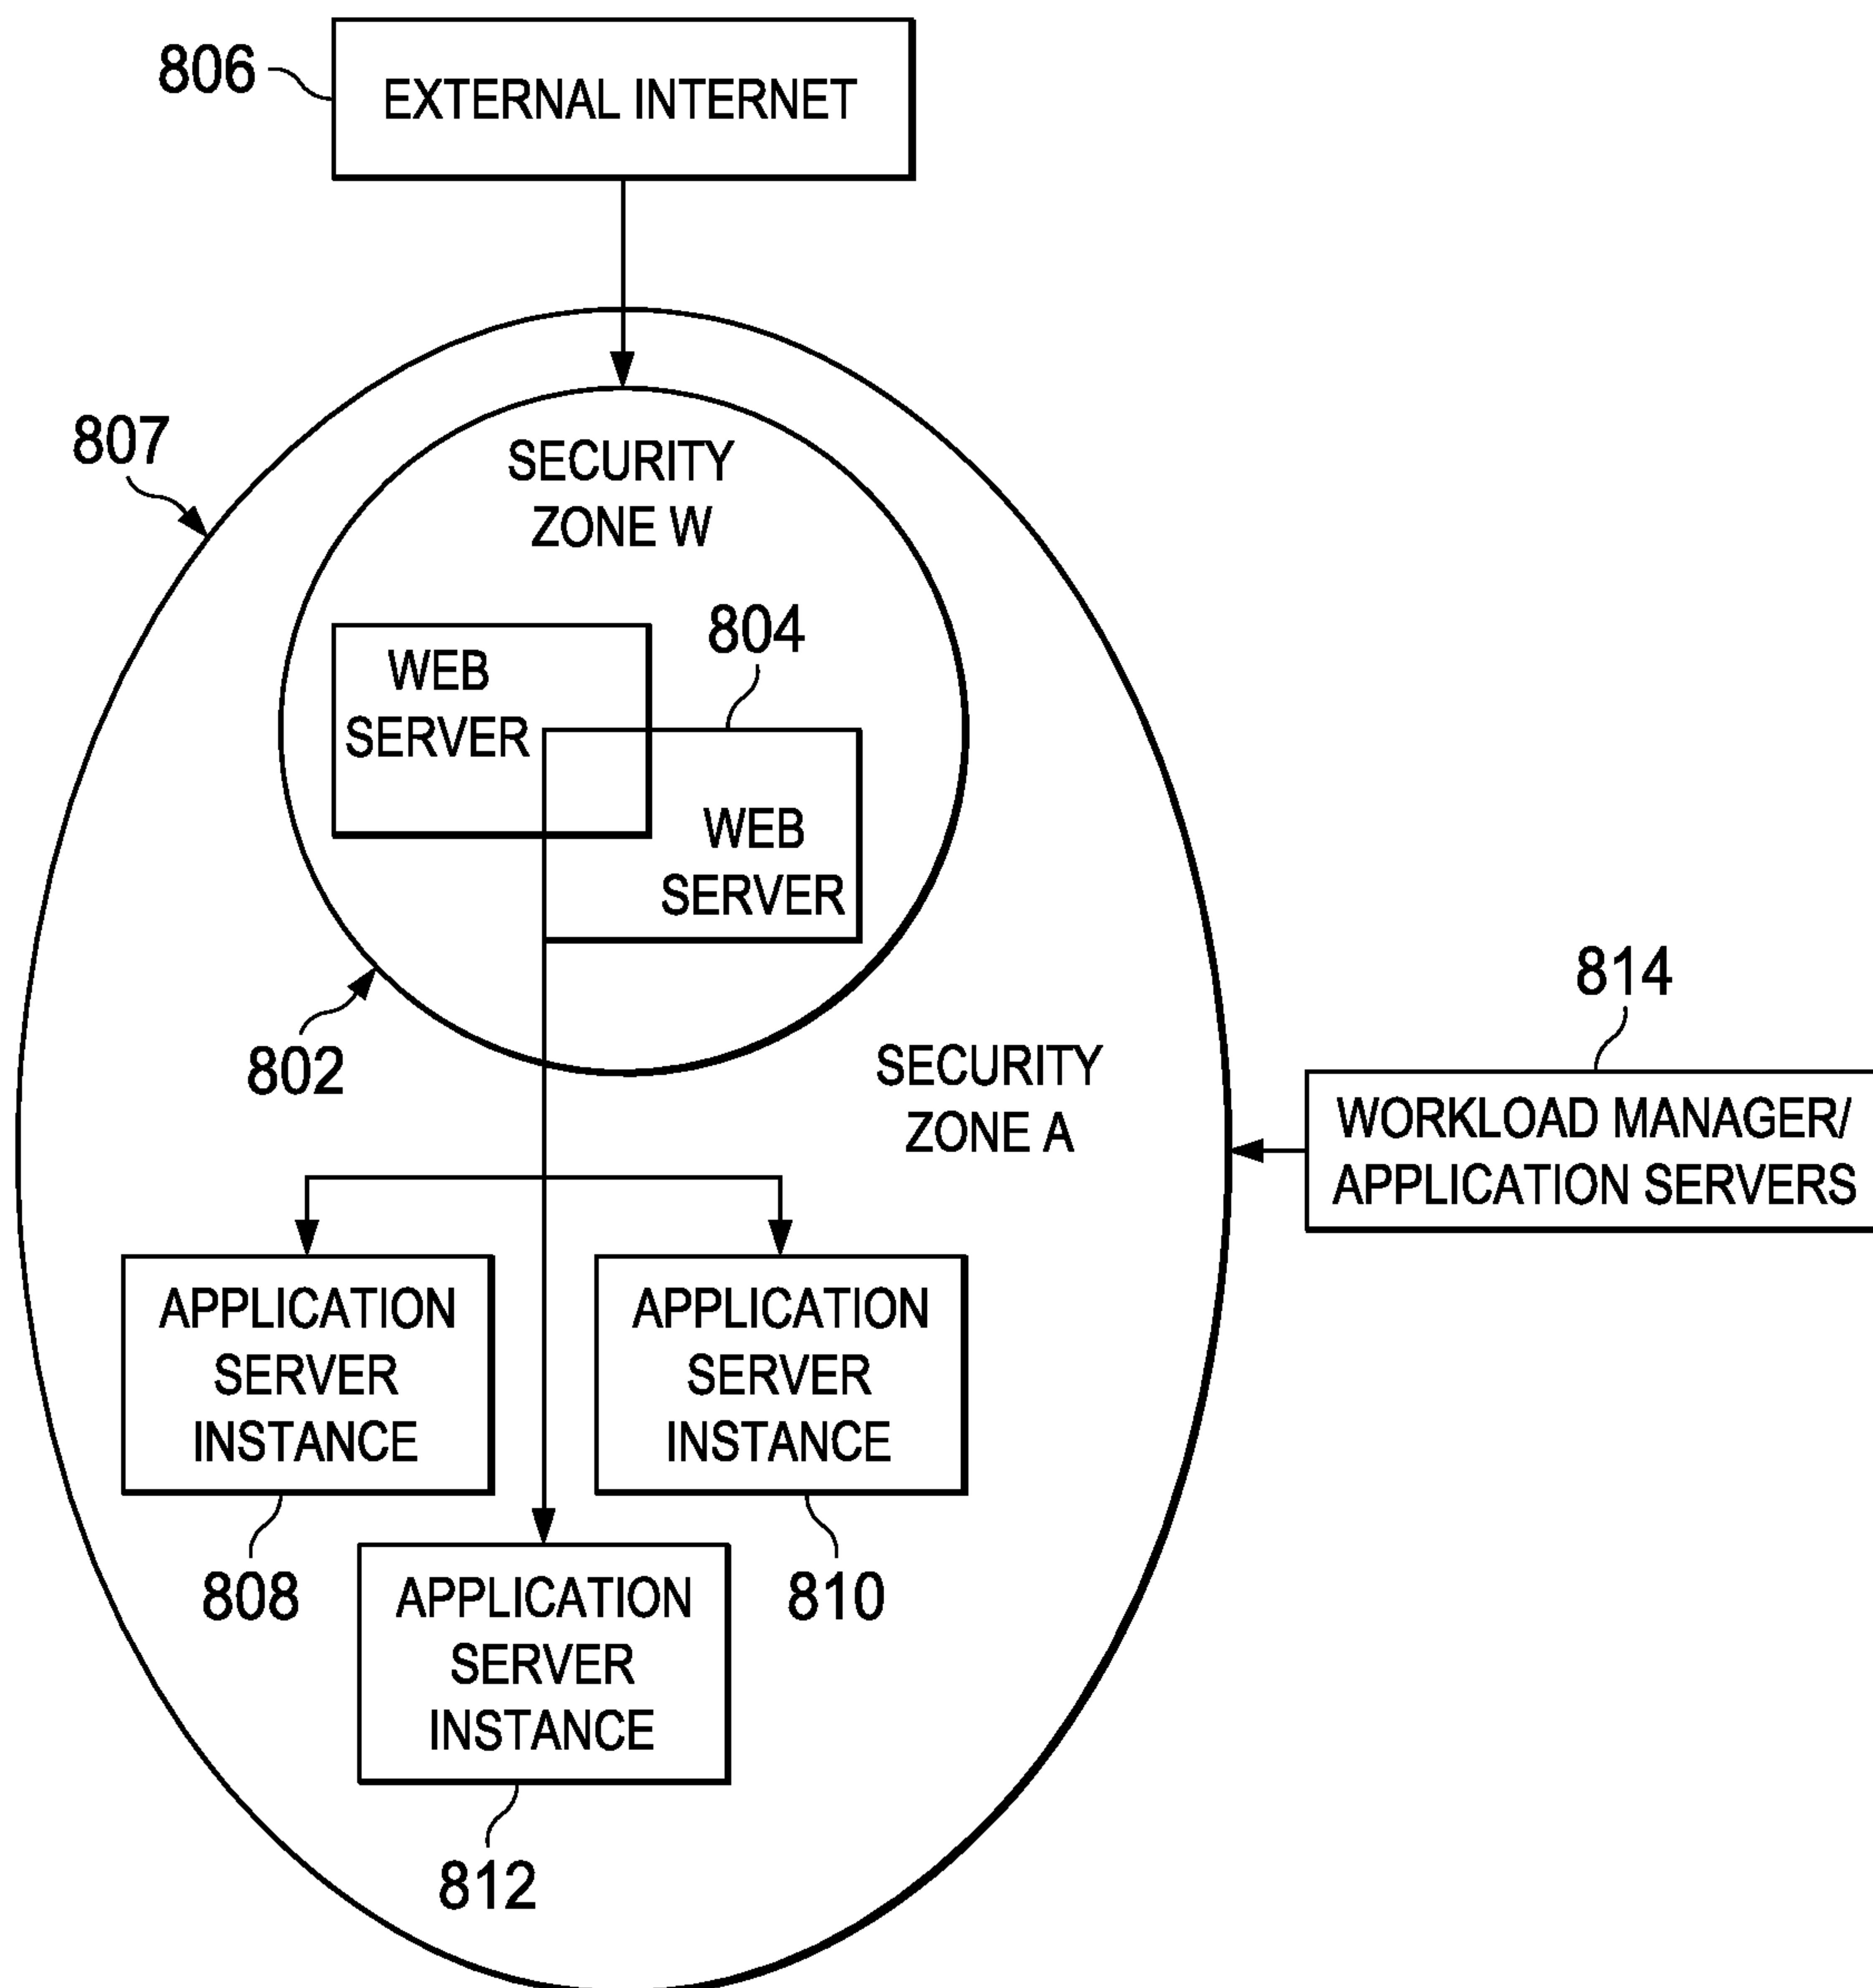 806
EXTERNAL INTERNET
807
SECURITY
ZONE W
804
WEB
SERVER
WEB
SERVER
802
SECURITY
ZONE A
814
WORKLOAD MANAGER/
APPLICATION SERVERS
APPLICATION
SERVER
INSTANCE
808
APPLICATION
SERVER
INSTANCE
810
APPLICATION
SERVER
INSTANCE
812